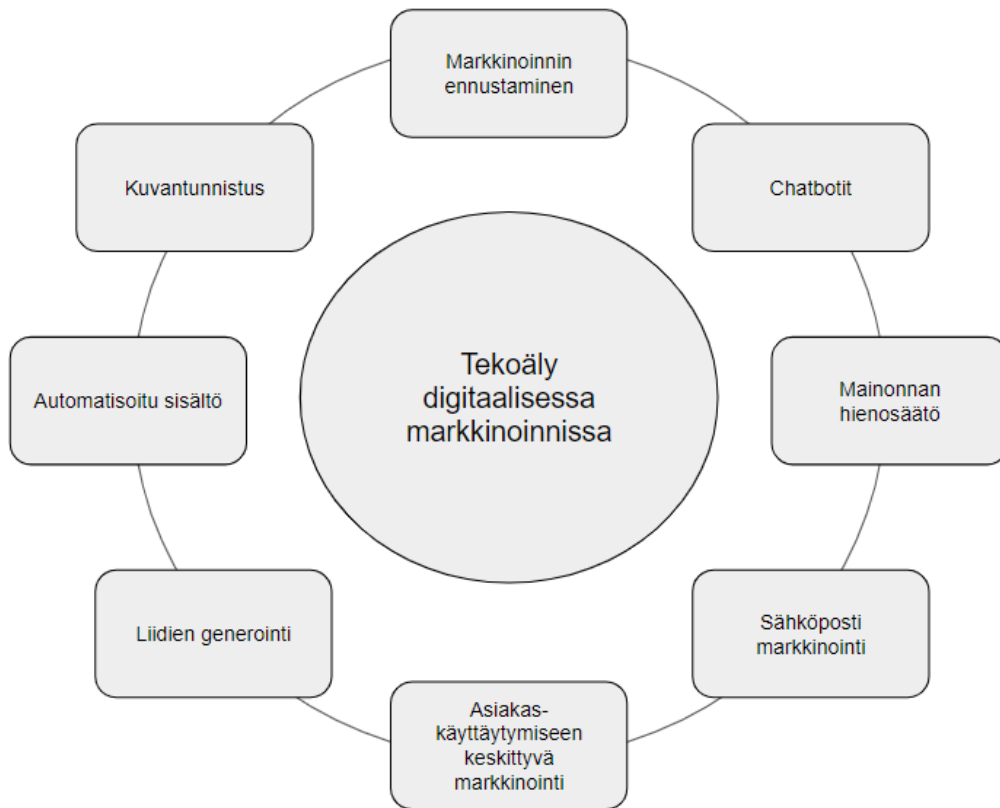 Markkinoinnin
ennustaminen
Kuvantunnistus
Chatbotit
Tekoäly
digitaalisessa
markkinoinnissa
Automatisoitu sisältö
Mainonnan
hienosäätö
Liidien generointi
Sähköposti
markkinointi
Asiakas-
käyttäytymiseen
keskittyvä
markkinointi